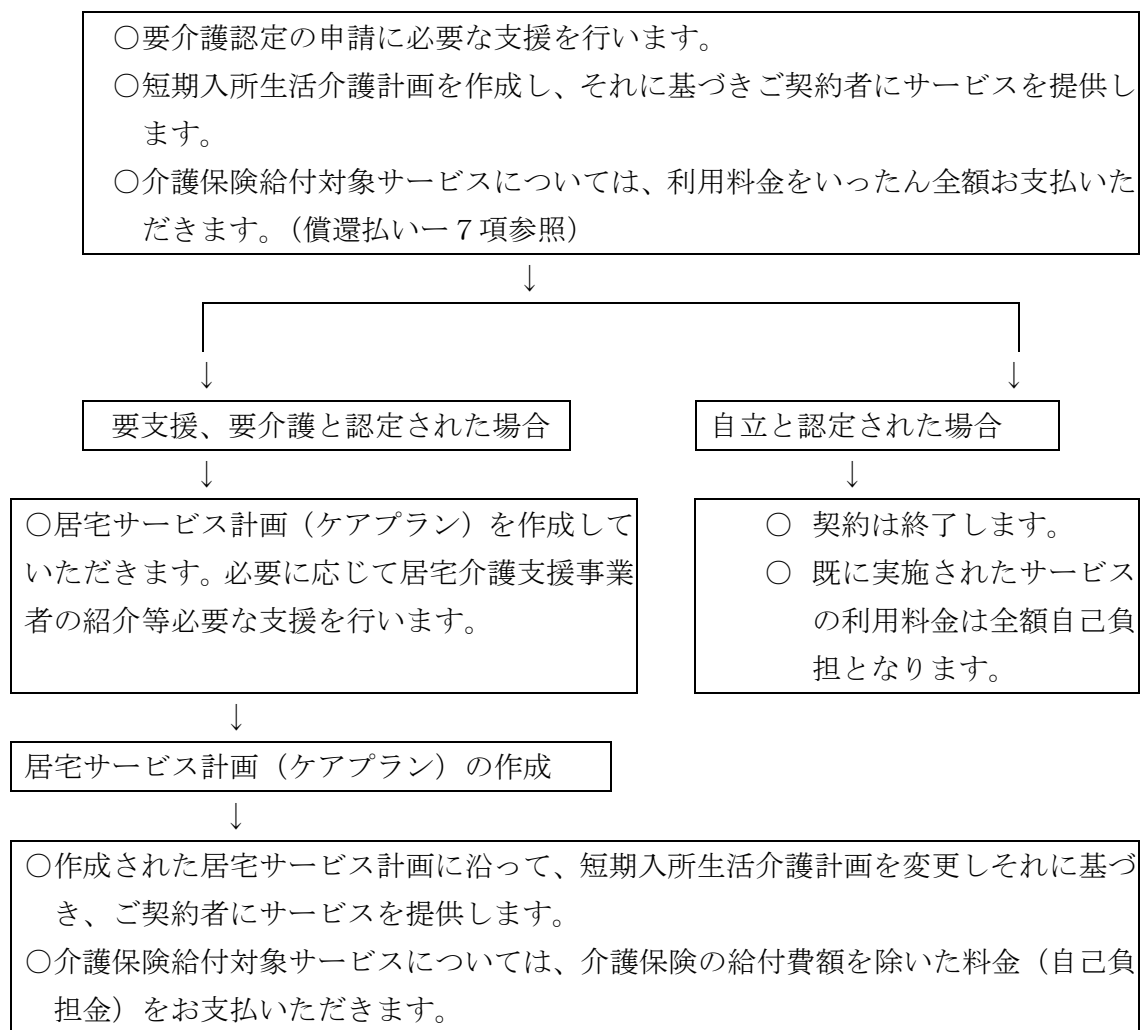 ○要介護認定の申請に必要な支援を行います。
○短期入所生活介護計画を作成し、それに基づきご契約者にサービスを提供し
ます。
○介護保険給付対象サービスについては、利用料金をいったん全額お支払いた
だきます。（償還払いー７項参照）
↓
↓ ↓
要支援、要介護と認定された場合
自立と認定された場合
↓ ↓
○居宅サービス計画（ケアプラン）を作成して
いただきます。必要に応じて居宅介護支援事業
者の紹介等必要な支援を行います。
○ 契約は終了します。
○ 既に実施されたサービス
の利用料金は全額自己負
担となります。
↓
居宅サービス計画（ケアプラン）の作成
↓
○作成された居宅サービス計画に沿って、短期入所生活介護計画を変更しそれに基づ
き、ご契約者にサービスを提供します。
○介護保険給付対象サービスについては、介護保険の給付費額を除いた料金（自己負
担金）をお支払いただきます。